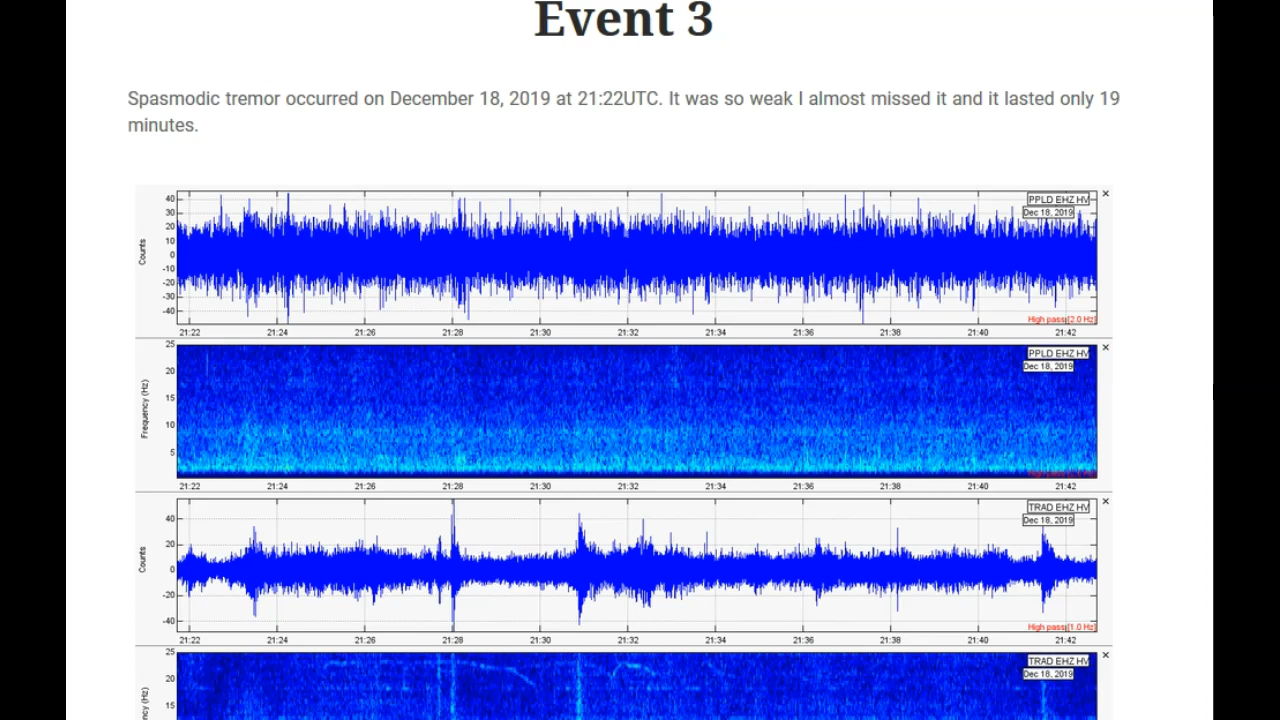 Event 3
Spasmodic tremor occurred on December 18, 2019 at 21:22UTC. It was so weak I almost missed it and it lasted only 19
minutes.
PPLD EHZ HV
Dec 18, 2019
Counts
40
30
20
10
0
-10
-20
-30
-40
High pass[2.0 Hz]
21:22 21:24 21:26 21:28 21:30 21:32 21:34 21:36 21:38 21:40 21:42
PPLD EHZ HV
Dec 18, 2019
Frequency (Hz)
25
20
15
10
5
21:22 21:24 21:26 21:28 21:30 21:32 21:34 21:36 21:38 21:40 21:42
TRAD EHZ HV
Dec 18, 2019
Counts
40
20
0
-20
-40
High pass[1.0 Hz]
21:22 21:24 21:26 21:28 21:30 21:32 21:34 21:36 21:38 21:40 21:42
TRAD EHZ HV
Dec 18, 2019
25
20
15
ncy (Hz)